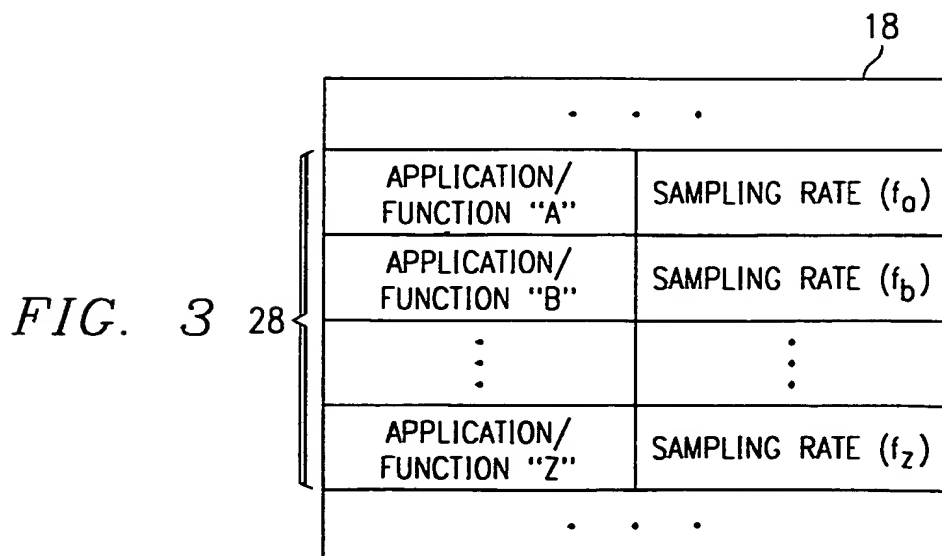 18
. . .
APPLICATION/
FUNCTION "A"
SAMPLING RATE (fa)
APPLICATION/
FUNCTION "B"
SAMPLING RATE (fb)
FIG. 3
28
APPLICATION/
FUNCTION "Z"
SAMPLING RATE (fz)
. . .